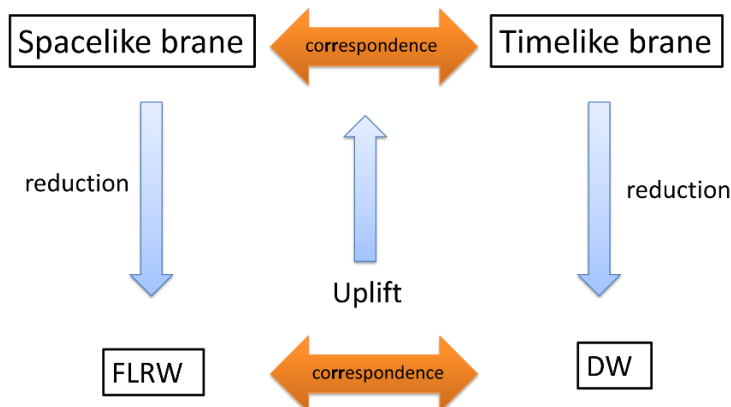 Spacelike brane
correspondence
Timelike brane
reduction
reduction
Uplift
FLRW
correspondence
DW